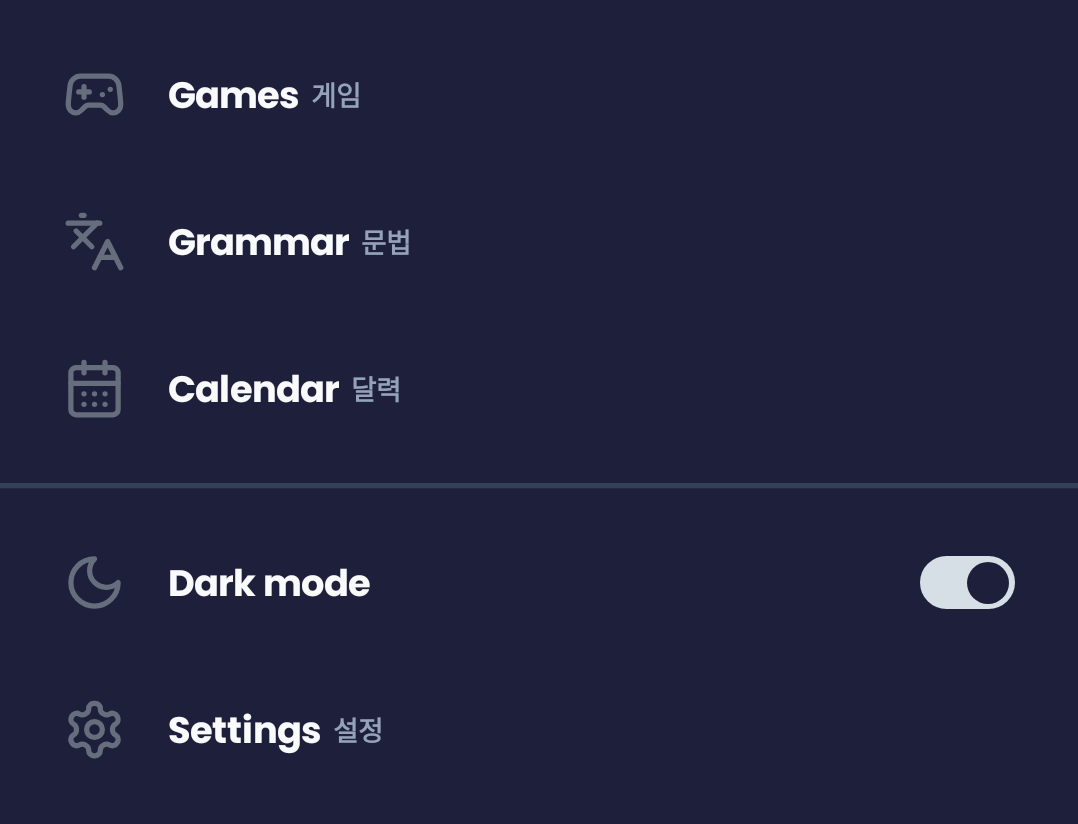 Games 게임
Grammar 문법
Calendar 달력
Dark mode
Settings 설정